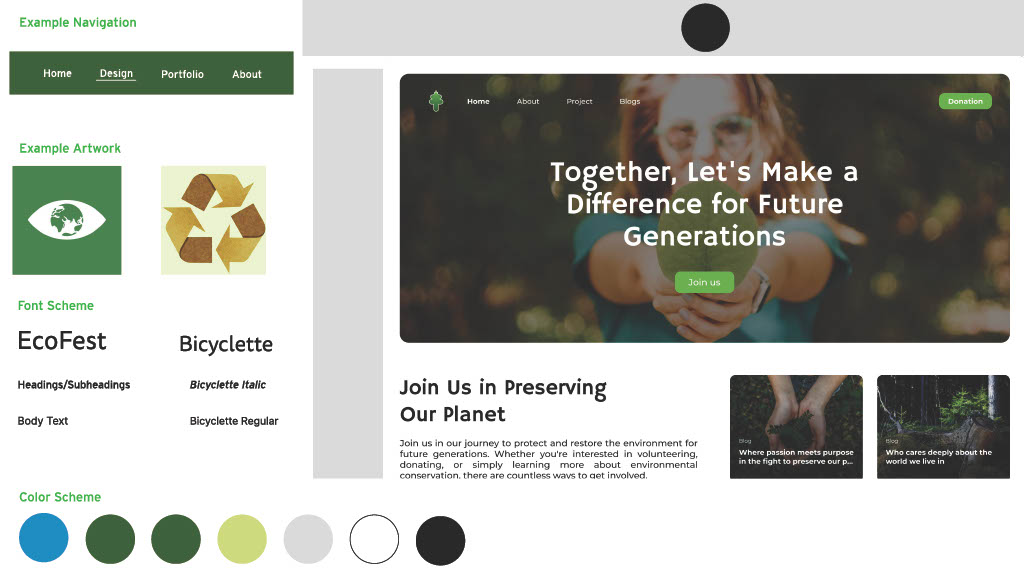 Example Navigation
Home Design Portfolio About
Example Artwork
Font Scheme
EcoFest Bicyclette
Headings/Subheadings Bicyclette Italic
Body Text Bicyclette Regular
Color Scheme
Home About Project Blogs Donation
Together, Let's Make a
Difference for Future
Generations
Join us
Join Us in Preserving
Our Planet
Join us in our journey to protect and restore the environment for
future generations. Whether you're interested in volunteering,
donating, or simply learning more about environmental
conservation, there are countless ways to get involved.
Blog
Where passion meets purpose
in the fight to preserve our p...
Blog
Who cares deeply about the
world we live in